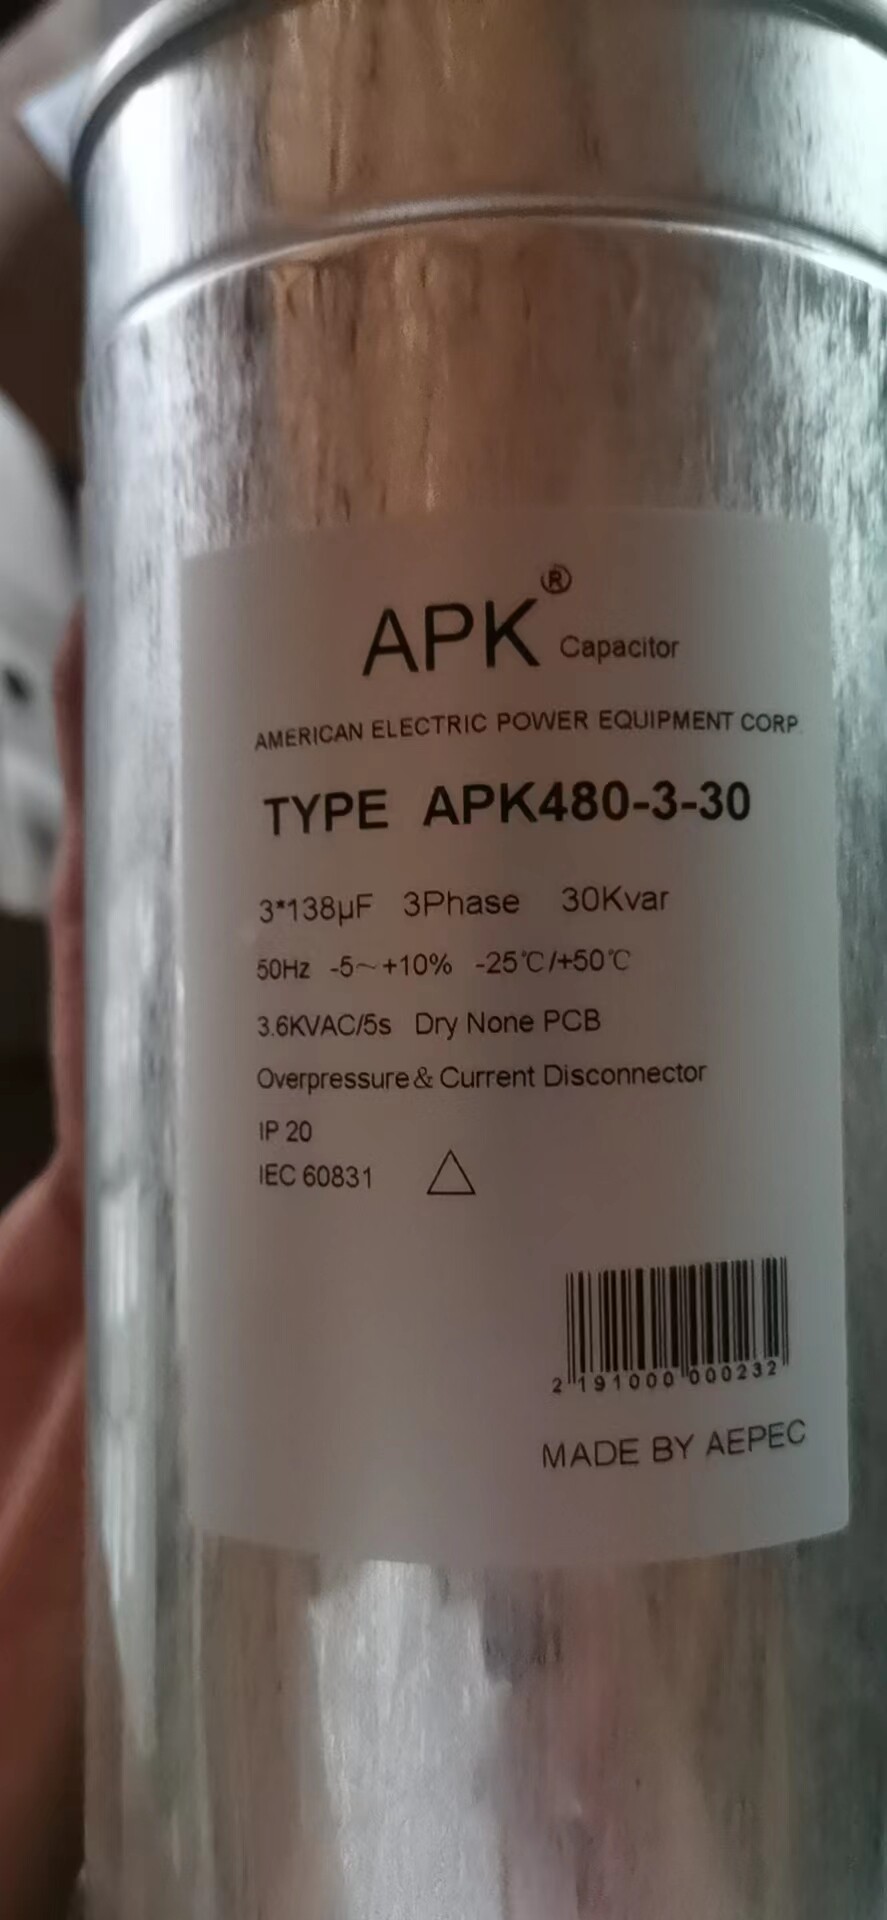 APK® Capacitor
AMERICAN ELECTRIC POWER EQUIPMENT CORP.
TYPE APK480-3-30
3*138μF 3Phase 30Kvar
50Hz -5~+10% -25℃/+50℃
3.6KVAC/5s Dry None PCB
Overpressure & Current Disconnector
IP 20
IEC 60831
2 191000 000232
MADE BY AEPEC